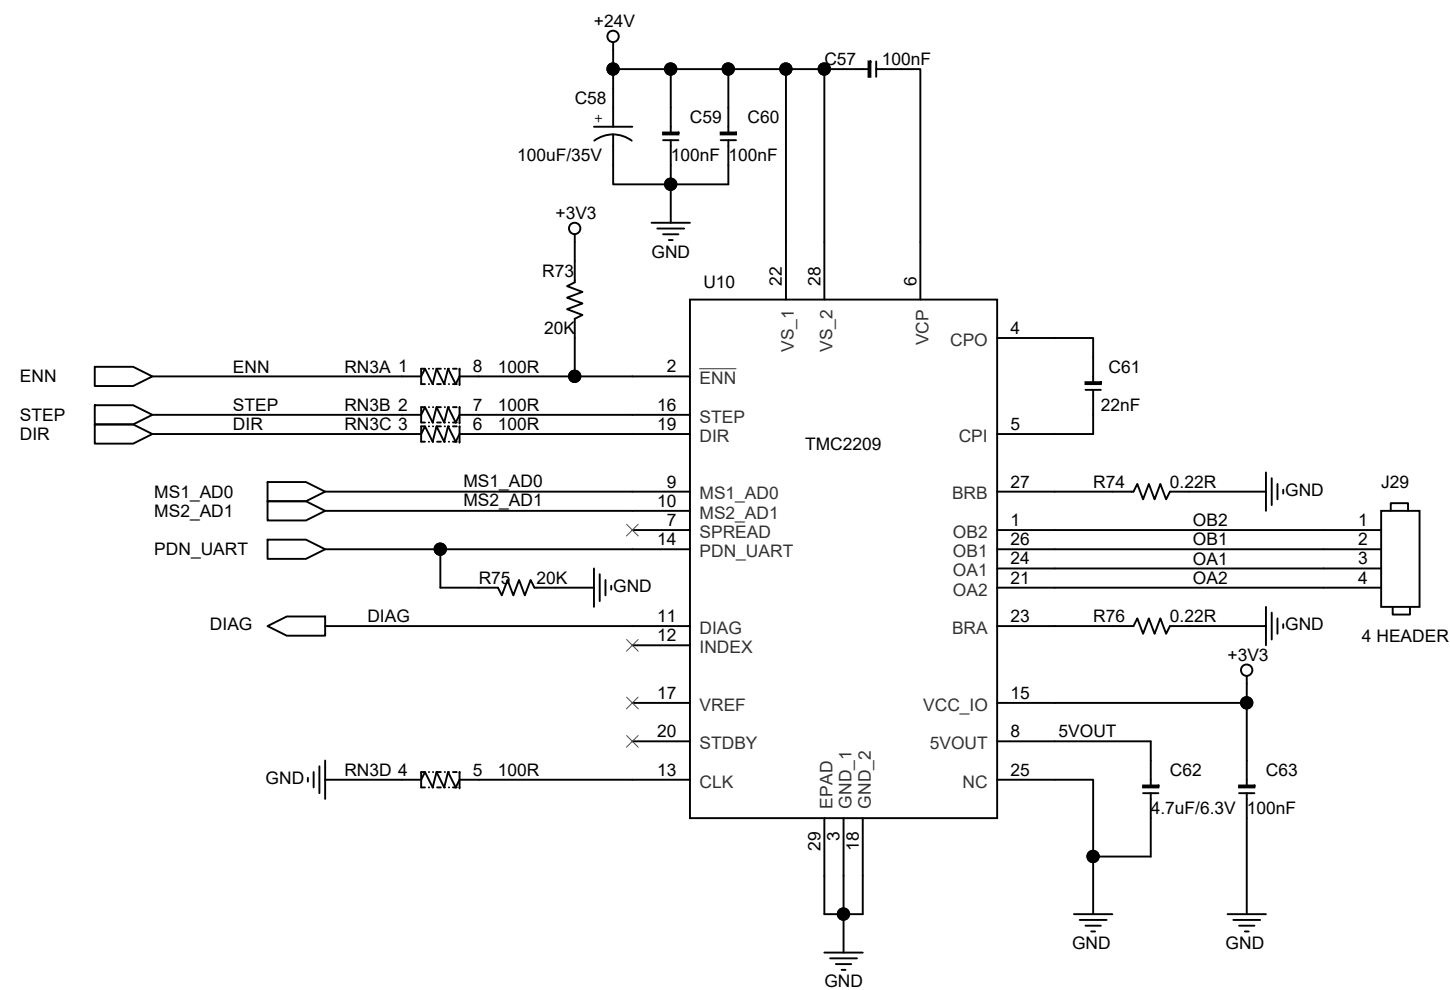 +24V
C57 100nF
C58
+
100uF/35V
C59
100nF
C60
100nF
GND
+3V3
R73
20K
U10
22
28
6
VS_1
VS_2
VCP
TMC2209
ENN
ENN
RN3A 1
8 100R
2
ENN
STEP
STEP
RN3B 2
7 100R
16
STEP
DIR
DIR
RN3C 3
6 100R
19
DIR
MS1_AD0
MS1_AD0
9
MS1_AD0
MS2_AD1
MS2_AD1
10
MS2_AD1
7
SPREAD
PDN_UART
14
PDN_UART
R75 20K
GND
DIAG
DIAG
11
DIAG
12
INDEX
17
VREF
20
STDBY
GND
RN3D 4
5 100R
13
CLK
EPAD
GND_1
GND_2
29
3
18
GND
CPO
4
C61
22nF
CPI
5
BRB
27
R74 0.22R
GND
OB2
1
OB2
1
OB1
26
OB1
2
OA1
24
OA1
3
OA2
21
OA2
4
J29
4 HEADER
BRA
23
R76 0.22R
GND
+3V3
VCC_IO
15
5VOUT
8
5VOUT
NC
25
C62
4.7uF/6.3V
C63
100nF
GND
GND